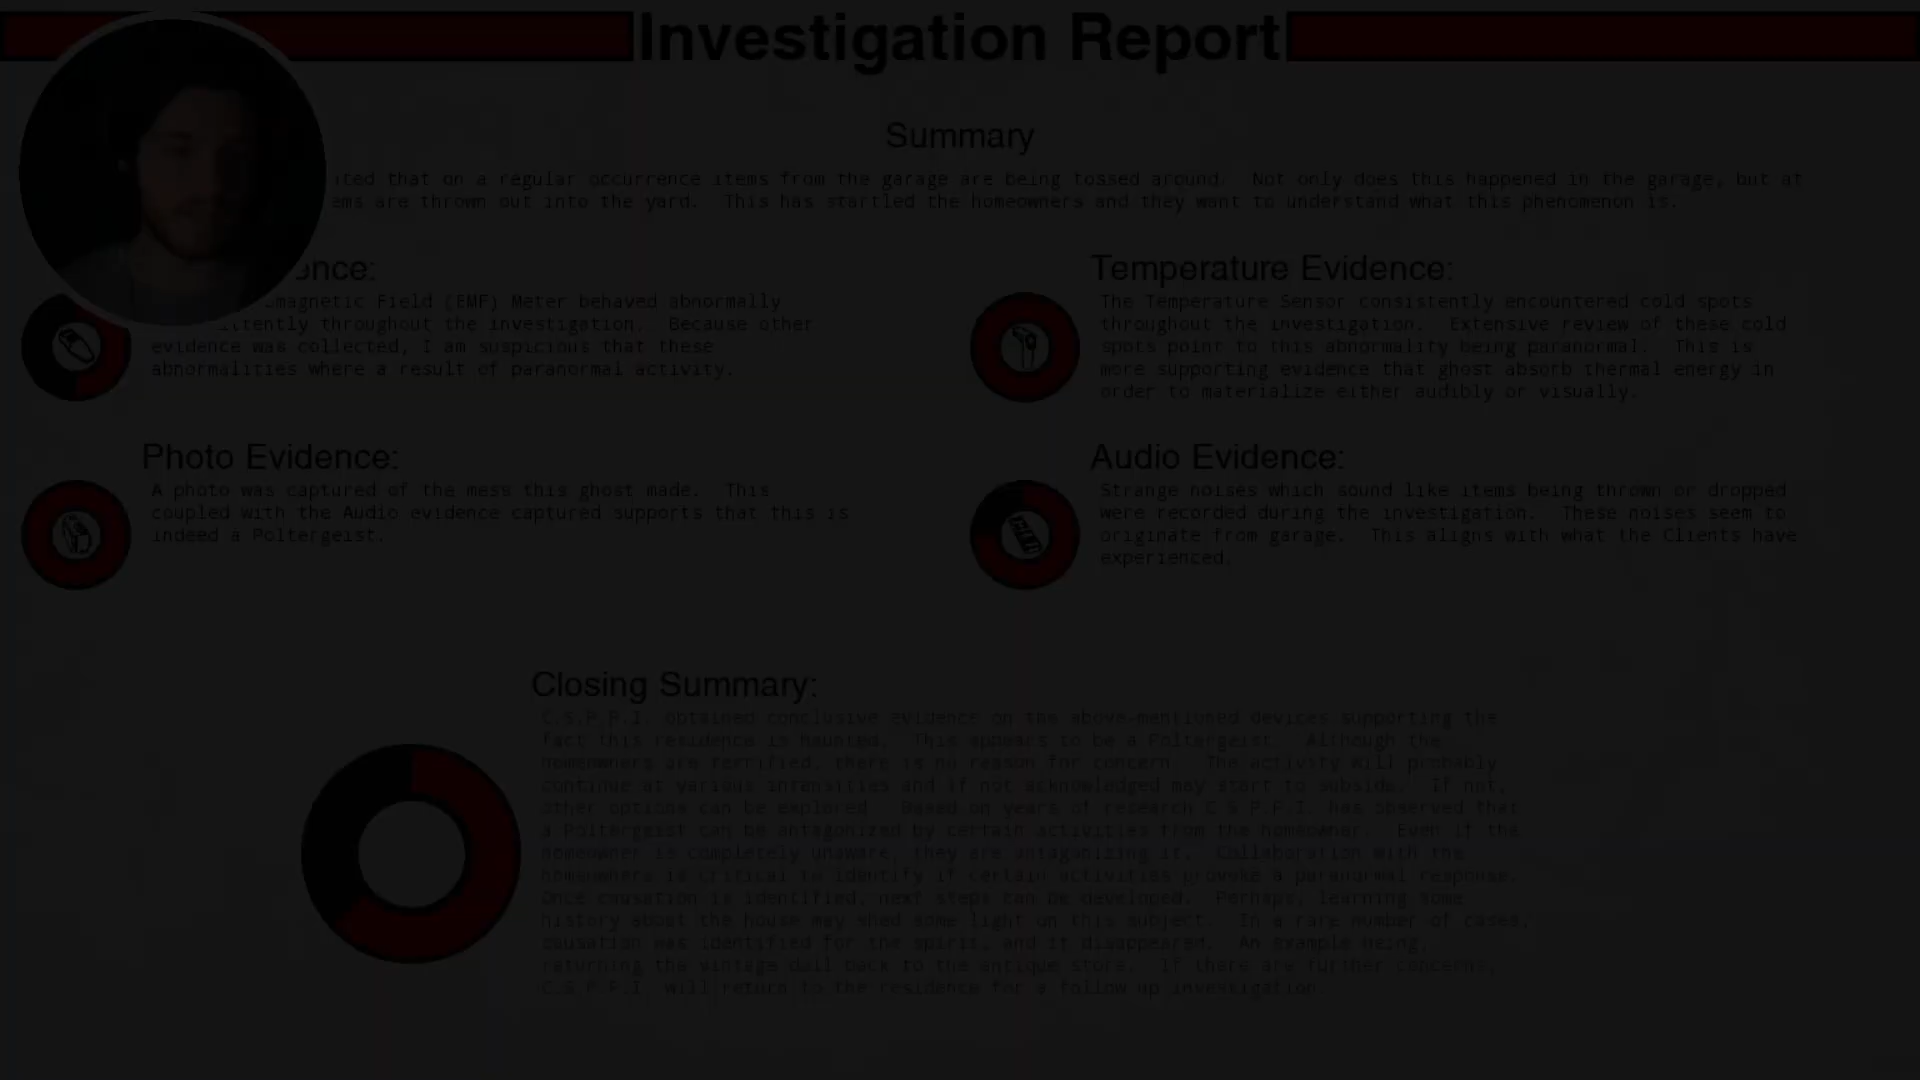 Investigation Report
Summary
that on a regular occurrence items from the garage are being tossed around. Not only does this happened in the garage, but at
are thrown out into the yard. This has startled the homeowners and they want to understand what this phenomenon is.
Field (EMF) Meter behaved abnormally
throughout the investigation. Because other
evidence was collected, I am suspicious that these
abnormalities where a result of paranormal activity.
Temperature Evidence:
The Temperature Sensor consistently encountered cold spots
throughout the investigation. Extensive review of these cold
spots point to this abnormality being paranormal. This is
more supporting evidence that ghost absorb thermal energy in
order to materialize either audibly or visually.
Photo Evidence:
A photo was captured of the mess this ghost made. This
coupled with the Audio evidence captured supports that this is
indeed a Poltergeist.
Audio Evidence:
Strange noises which sound like items being thrown or dropped
were recorded during the investigation. These noises seem to
originate from garage. This aligns with what the Clients have
experienced.
Closing Summary:
C.S.P.R.I. obtained conclusive evidence on the above-mentioned devices supporting the
fact this residence is haunted. This appears to be a Poltergeist. Although the
homeowners are terrified, there is no reason for concern. The activity will probably
continue at various intensities and if not acknowledged may start to subside. If not,
other options can be explored. Based on years of research C.S.P.R.I. has observed that
a Poltergeist can be antagonized by certain activities from the homeowner. Even if the
homeowner is completely unaware, they are antagonizing it. Collaboration with the
homeowners is critical to identify if certain activities provoke a paranormal response.
Once causation is identified, next steps can be developed. Perhaps, learning some
history about the house may shed some light on this subject. In a rare number of cases,
causation was identified for the spirit, and it disappeared. An example being,
returning the vintage doll back to the antique store. If there are further concerns,
C.S.P.R.I. will return to the residence for a follow up investigation.